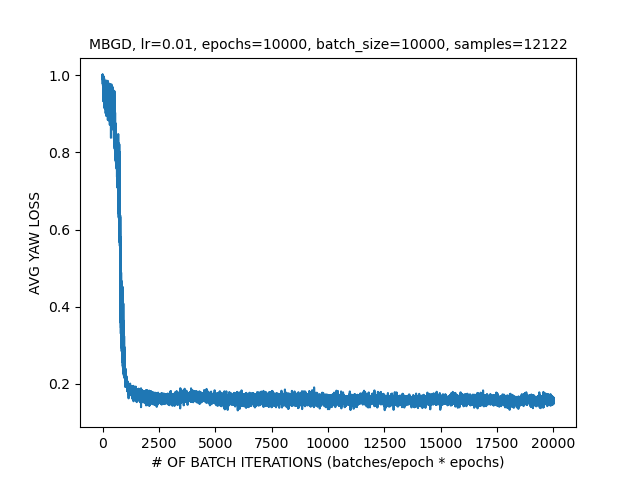 MBGD, lr=0.01, epochs=10000, batch_size=10000, samples=12122
1.0
0.8
0.6
0.4
0.2
AVG YAW LOSS
0 2500 5000 7500 10000 12500 15000 17500 20000
# OF BATCH ITERATIONS (batches/epoch * epochs)